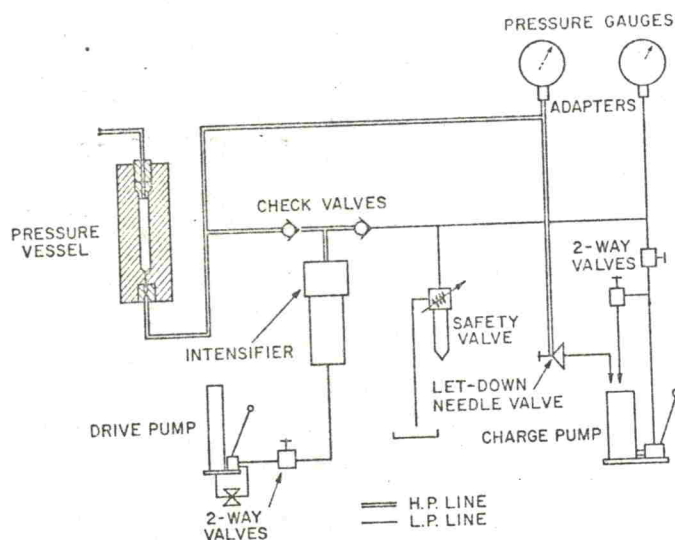 PRESSURE GAUGES
ADAPTERS
CHECK VALVES
PRESSURE
VESSEL
2-WAY
VALVES
INTENSIFIER
SAFETY
VALVE
LET-DOWN
NEEDLE VALVE
DRIVE PUMP
CHARGE PUMP
2-WAY
VALVES
H.P. LINE
L.P. LINE